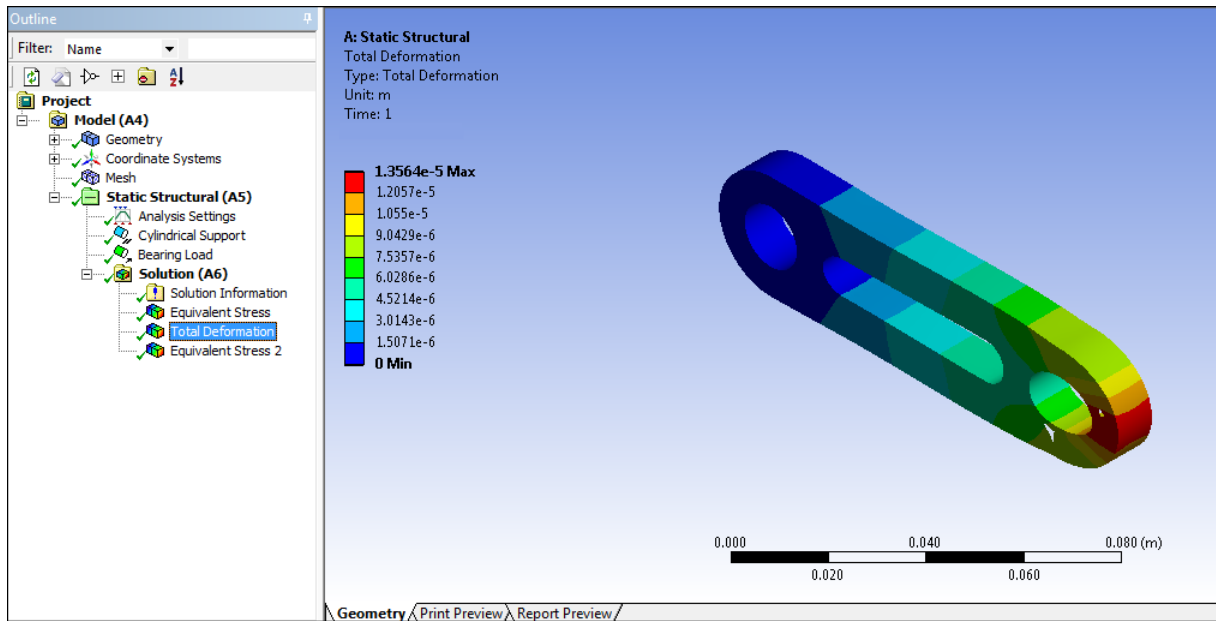 Outline
Filter: Name
Project
Model (A4)
Geometry
Coordinate Systems
Mesh
Static Structural (A5)
Analysis Settings
Cylindrical Support
Bearing Load
Solution (A6)
Solution Information
Equivalent Stress
Total Deformation
Equivalent Stress 2
A: Static Structural
Total Deformation
Type: Total Deformation
Unit: m
Time: 1
1.3564e-5 Max
1.2057e-5
1.055e-5
9.0429e-6
7.5357e-6
6.0286e-6
4.5214e-6
3.0143e-6
1.5071e-6
0 Min
0.000 0.040 0.080 (m)
0.020 0.060
Geometry Print Preview Report Preview